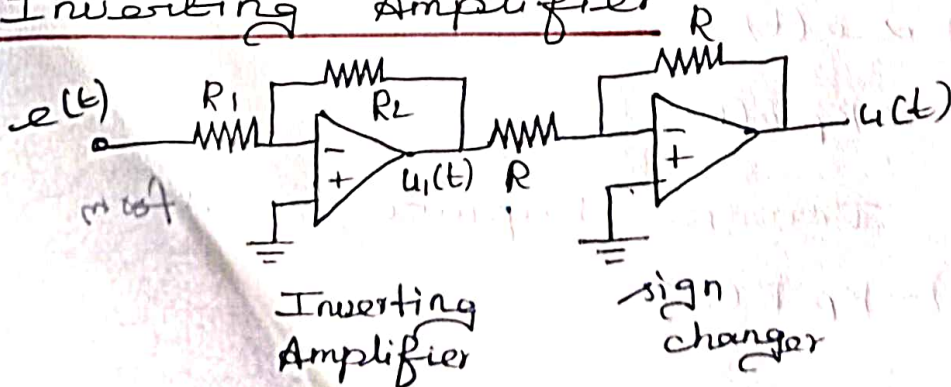 Inverting Amplifier
e(t)
R1
R2
u1(t)
R
R
u(t)
-
+
-
+
Inverting
Amplifier
sign
changer